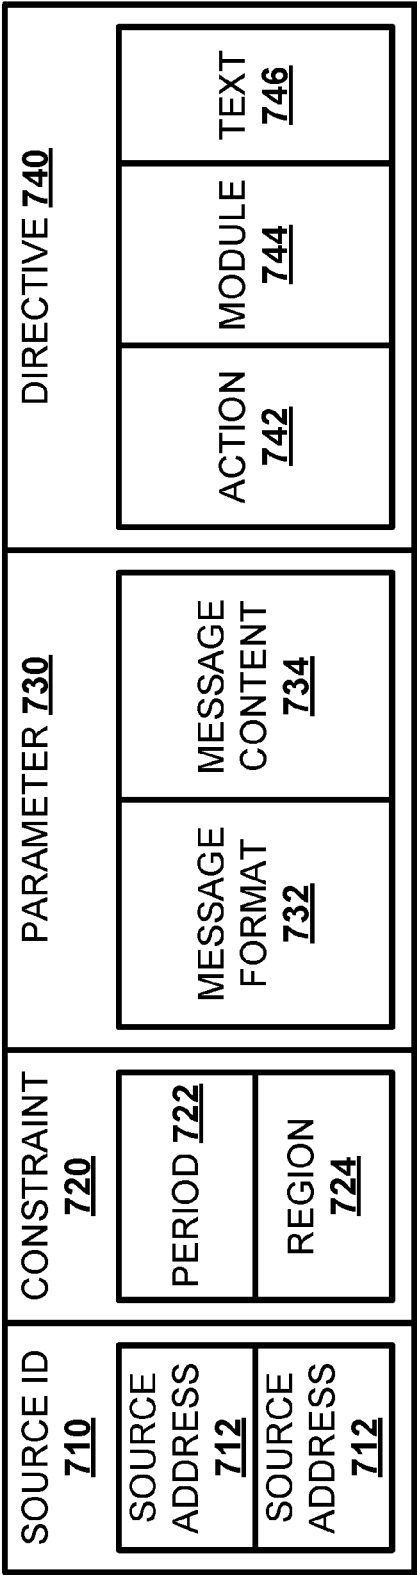 SOURCE ID
710
SOURCE
ADDRESS
712
SOURCE
ADDRESS
712
CONSTRAINT
720
PERIOD 722
REGION
724
PARAMETER 730
MESSAGE
FORMAT
732
MESSAGE
CONTENT
734
DIRECTIVE 740
ACTION
742
MODULE
744
TEXT
746